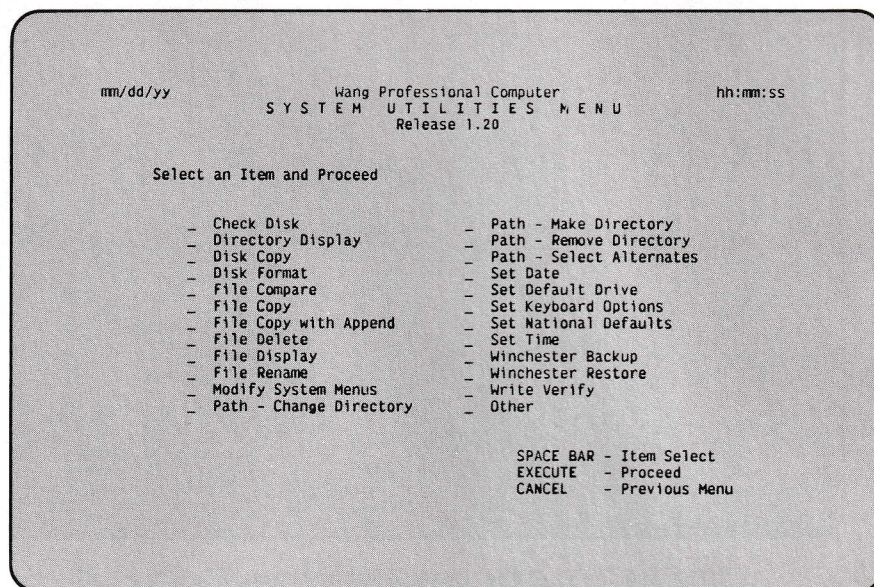 mm/dd/yy Wang Professional Computer hh:mm:ss
S Y S T E M U T I L I T I E S M E N U
Release 1.20
Select an Item and Proceed
_ Check Disk _ Path - Make Directory
_ Directory Display _ Path - Remove Directory
_ Disk Copy _ Path - Select Alternates
_ Disk Format _ Set Date
_ File Compare _ Set Default Drive
_ File Copy _ Set Keyboard Options
_ File Copy with Append _ Set National Defaults
_ File Delete _ Set Time
_ File Display _ Winchester Backup
_ File Rename _ Winchester Restore
_ Modify System Menus _ Write Verify
_ Path - Change Directory _ Other
SPACE BAR - Item Select
EXECUTE - Proceed
CANCEL - Previous Menu